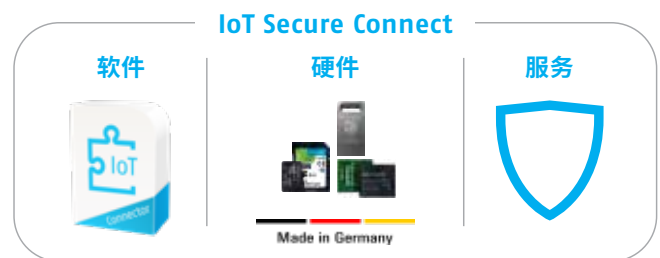 IoT Secure Connect
软件
硬件
服务
IoT
Connector
Made in Germany